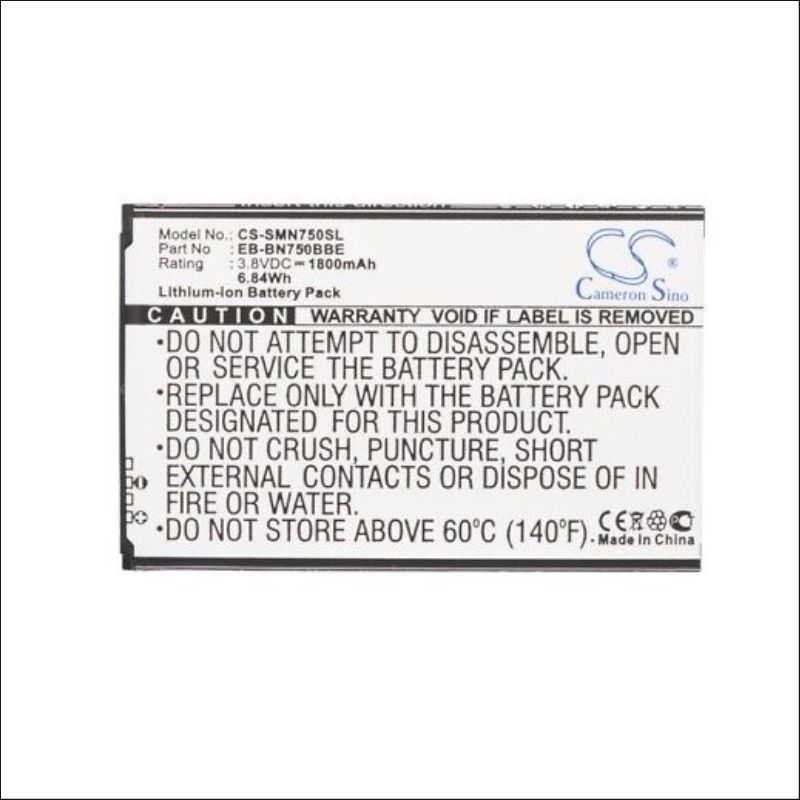 Model No.: CS-SMN750SL
Part No : EB-BN750BBE
Rating : 3.8VDC 1800mAh
6.84Wh
Lithium-ion Battery Pack
CS ®
Cameron Sino
CAUTION WARRANTY VOID IF LABEL IS REMOVED
•DO NOT ATTEMPT TO DISASSEMBLE, OPEN
OR SERVICE THE BATTERY PACK.
•REPLACE ONLY WITH THE BATTERY PACK
DESIGNATED FOR THIS PRODUCT.
•DO NOT CRUSH, PUNCTURE, SHORT
EXTERNAL CONTACTS OR DISPOSE OF IN
FIRE OR WATER.
•DO NOT STORE ABOVE 60°C (140°F).
CE
Made In China